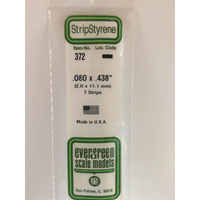 StripStyrene
Item No. Loc. Code
372
.080 x .438"
(2.0 x 11.1 mm)
7 Strips
Made in U.S.A.
evergreen
scale models
Des Plaines, IL 60018